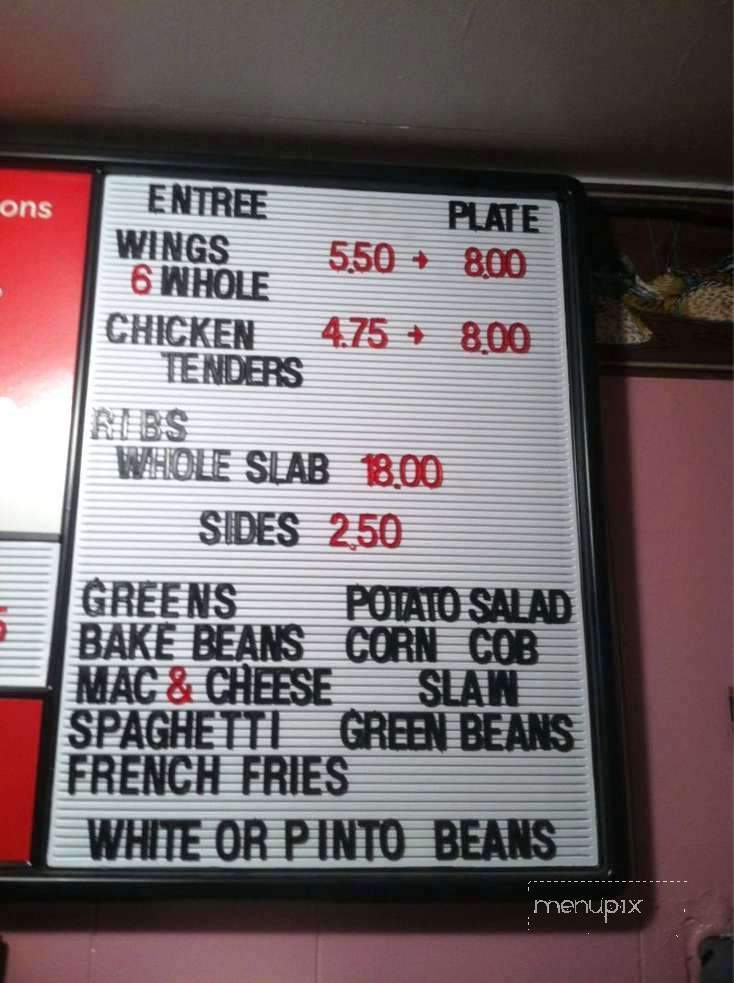 ons
ENTREE PLATE
WINGS 5.50 → 8.00
6 WHOLE
CHICKEN 4.75 → 8.00
TENDERS
RIBS
WHOLE SLAB 18.00
SIDES 2.50
GREENS POTATO SALAD
BAKE BEANS CORN COB
MAC & CHEESE SLAW
SPAGHETTI GREEN BEANS
FRENCH FRIES
WHITE OR PINTO BEANS
menupix